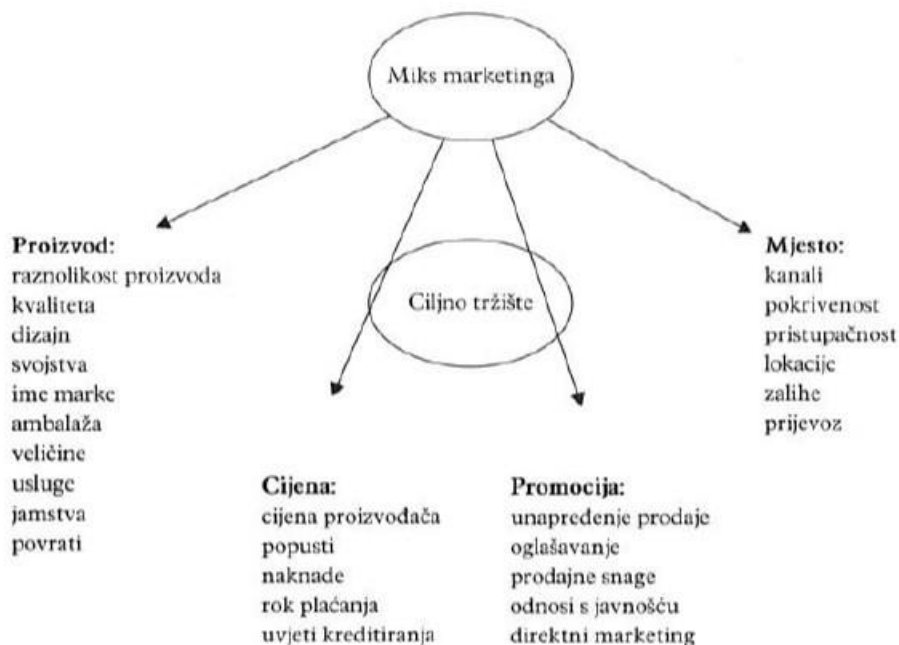 Miks marketinga
Ciljno tržište
Proizvod:
raznolikost proizvoda
kvaliteta
dizajn
svojstva
ime marke
ambalaža
veličine
usluge
jamstva
povrati
Cijena:
cijena proizvođača
popusti
naknade
rok plaćanja
uvjeti kreditiranja
Promocija:
unapređenje prodaje
oglašavanje
prodajne snage
odnosi s javnošću
direktni marketing
Mjesto:
kanali
pokrivenost
pristupačnost
lokacije
zalihe
prijevoz